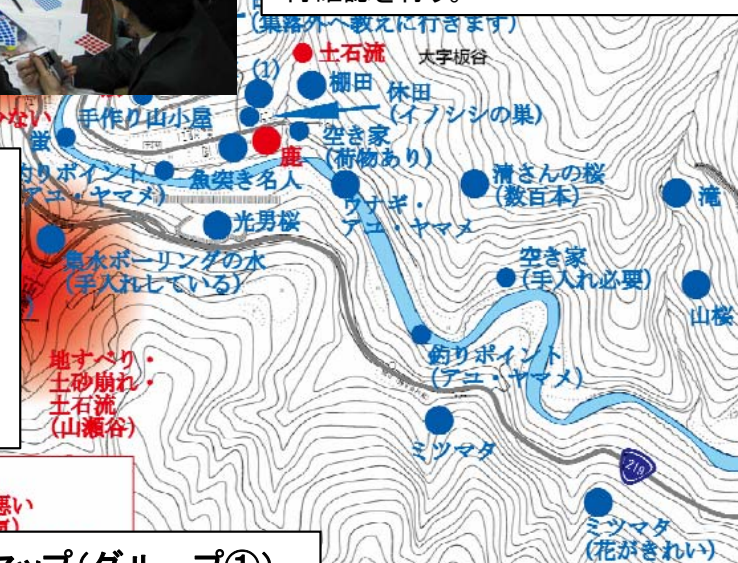 (集落外へ教えに行きます)
土石流
大字板谷
(1)
棚田
休田
(イノシシの巣)
手作り山小屋
蛍
空き家
(荷物あり)
鹿
魚突き名人
釣りポイント
アユ・ヤマメ)
清さんの桜
(数百本)
滝
ウナギ・
アユ・ヤマメ
光男桜
集水ボーリングの水
(手入れしている)
空き家
(手入れ必要)
山桜
地すべり・
土砂崩れ・
土石流
(山瀬谷)
釣りポイント
(アユ・ヤマメ)
ミツマタ
218
悪い
ミツマタ
(花がきれい)
マップ(グループ①)